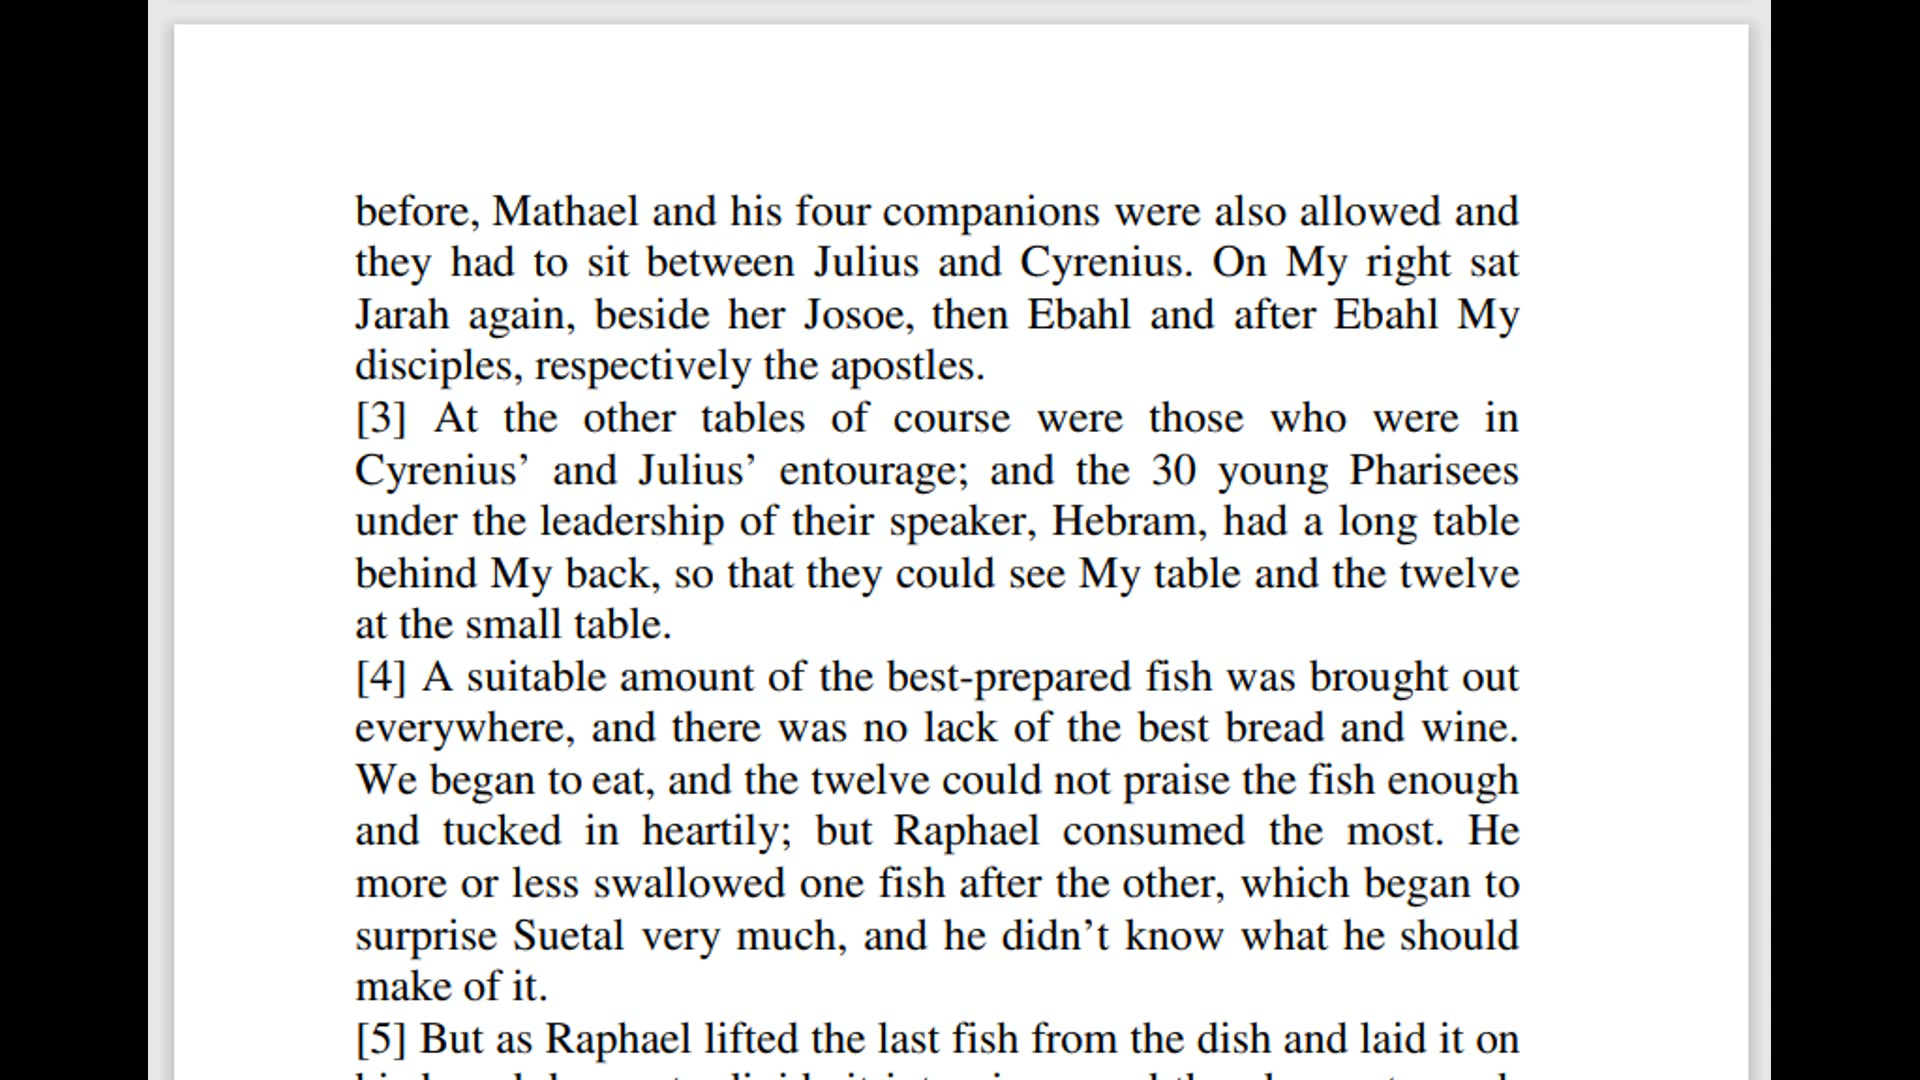 before, Mathael and his four companions were also allowed and
they had to sit between Julius and Cyrenius. On My right sat
Jarah again, beside her Josoe, then Ebahl and after Ebahl My
disciples, respectively the apostles.
[3] At the other tables of course were those who were in
Cyrenius’ and Julius’ entourage; and the 30 young Pharisees
under the leadership of their speaker, Hebram, had a long table
behind My back, so that they could see My table and the twelve
at the small table.
[4] A suitable amount of the best-prepared fish was brought out
everywhere, and there was no lack of the best bread and wine.
We began to eat, and the twelve could not praise the fish enough
and tucked in heartily; but Raphael consumed the most. He
more or less swallowed one fish after the other, which began to
surprise Suetal very much, and he didn’t know what he should
make of it.
[5] But as Raphael lifted the last fish from the dish and laid it on